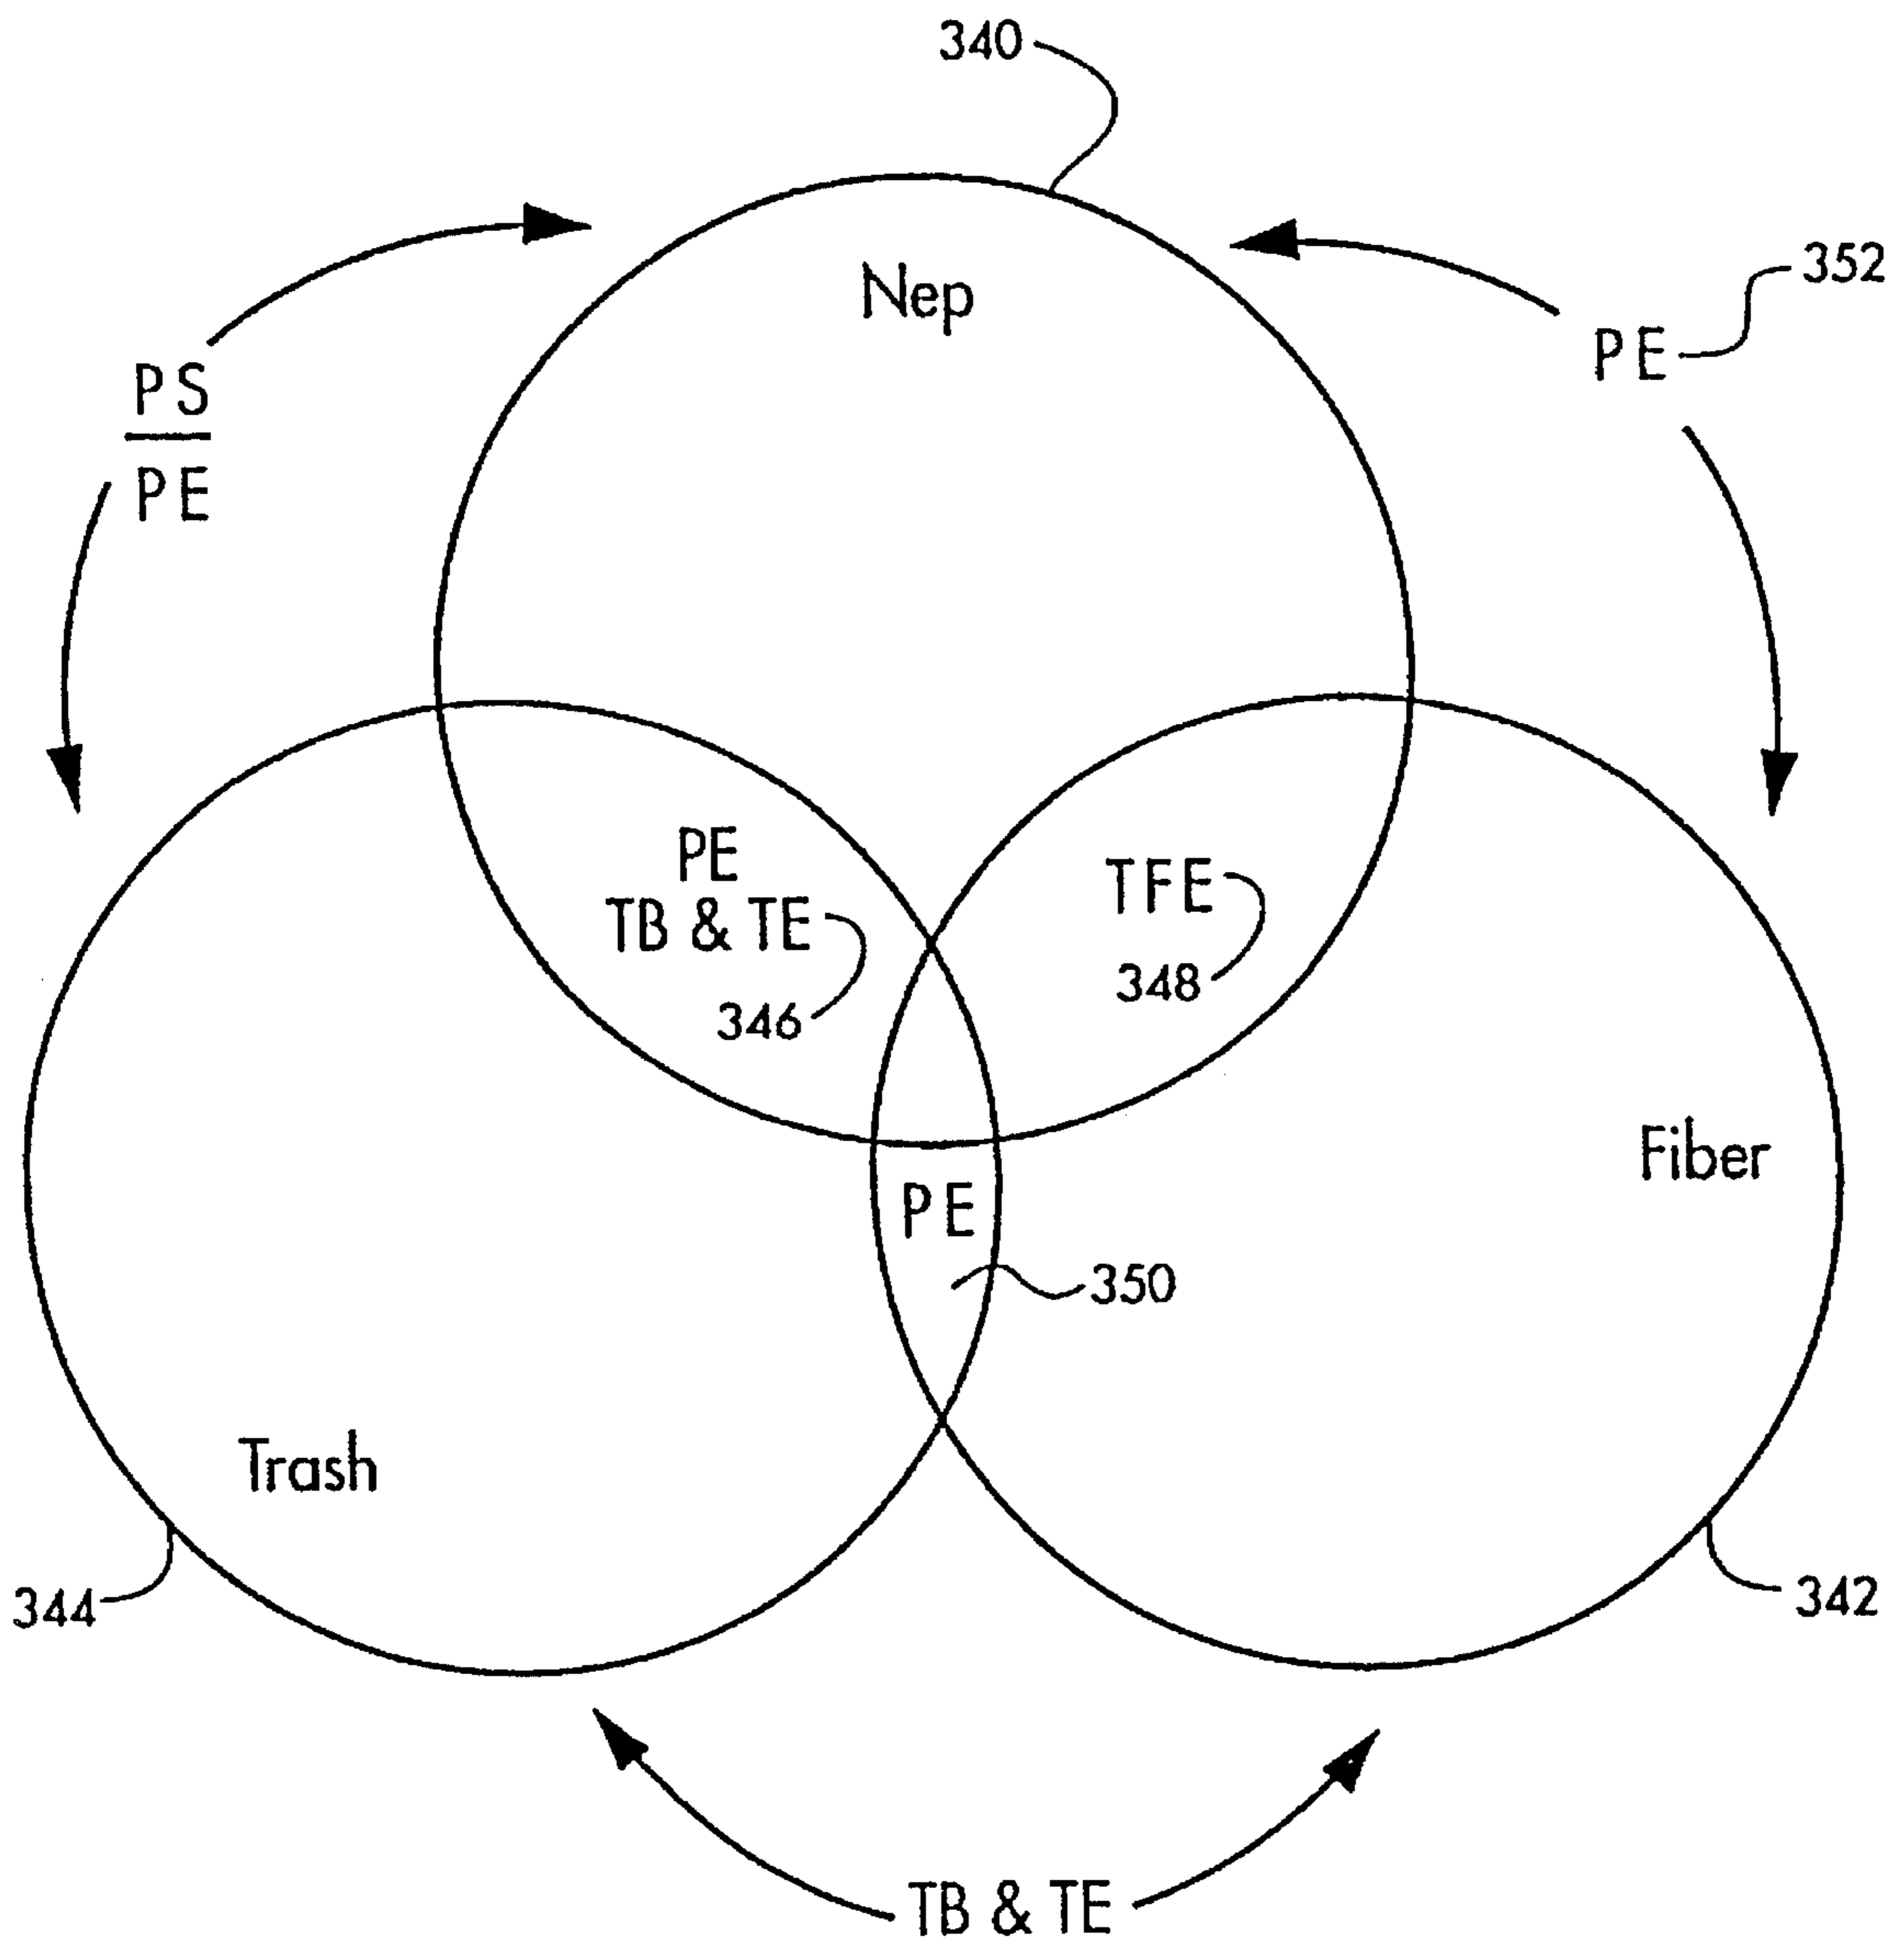 340
Nep
352
PE
PS
PE
PE
TB & TE
346
TFE
348
Fiber
PE
350
Trash
344
342
TB & TE